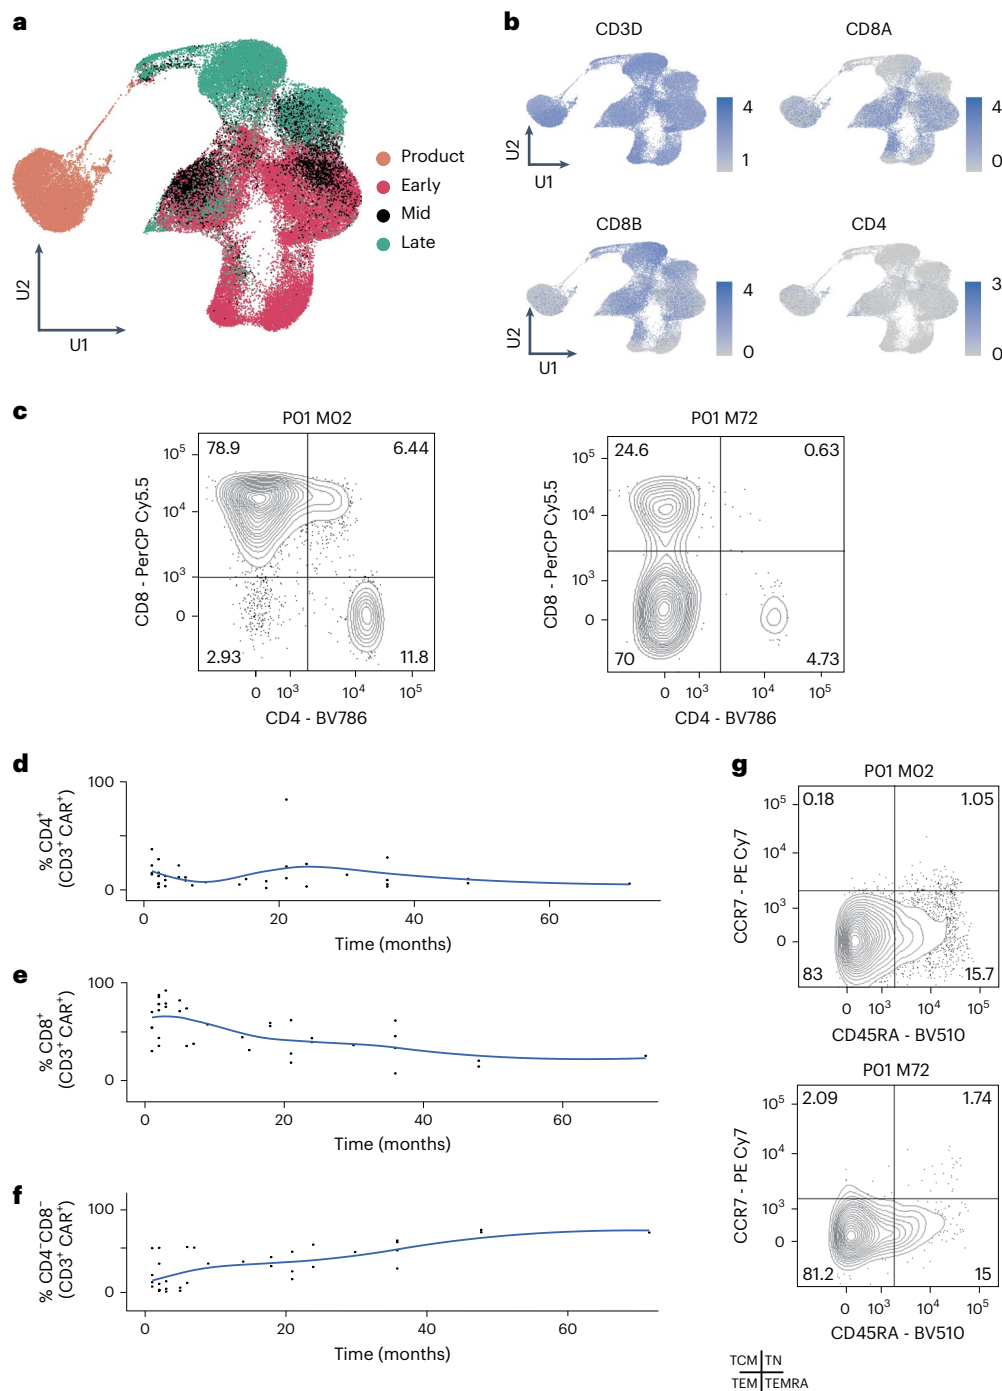 a
Product
Early
Mid
Late
U2
U1
b
CD3D
CD8A
4
1
4
0
U2
U1
CD8B
CD4
4
0
3
0
U2
U1
c
P01 M02
78.9
6.44
2.93
11.8
10⁵
10⁴
10³
0
CD8 - PerCP Cy5.5
0 10³ 10⁴ 10⁵
CD4 - BV786
P01 M72
24.6
0.63
70
4.73
10⁵
10⁴
10³
0
CD8 - PerCP Cy5.5
0 10³ 10⁴ 10⁵
CD4 - BV786
d
% CD4⁺
(CD3⁺ CAR⁺)
100
0
0 20 40 60
Time (months)
e
% CD8⁺
(CD3⁺ CAR⁺)
100
0
0 20 40 60
Time (months)
f
% CD4⁻CD8⁻
(CD3⁺ CAR⁺)
100
0
0 20 40 60
Time (months)
g
P01 M02
0.18
1.05
83
15.7
10⁵
10⁴
10³
0
CCR7 - PE Cy7
0 10³ 10⁴ 10⁵
CD45RA - BV510
P01 M72
2.09
1.74
81.2
15
10⁵
10⁴
10³
0
CCR7 - PE Cy7
0 10³ 10⁴ 10⁵
CD45RA - BV510
TCM TN
TEM TEMRA